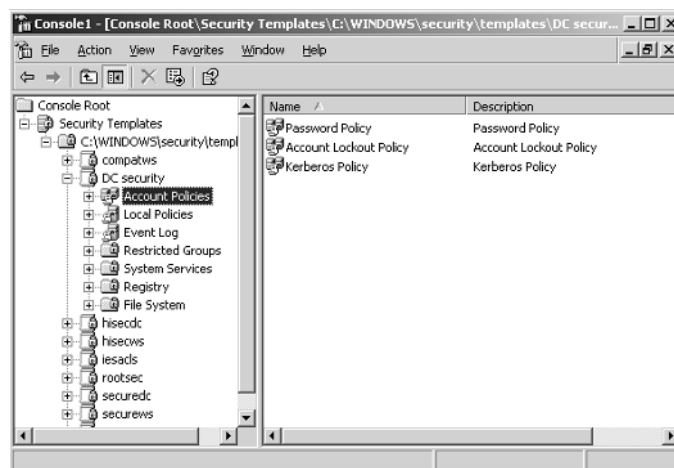 Console1 - [Console Root\Security Templates\C:\WINDOWS\security\templates\DC secur...
File Action View Favorites Window Help
Console Root
Security Templates
C:\WINDOWS\security\templ
compatws
DC security
Account Policies
Local Policies
Event Log
Restricted Groups
System Services
Registry
File System
hisecdc
hisecws
iesacls
rootsec
securedc
securews
Name Description
Password Policy Password Policy
Account Lockout Policy Account Lockout Policy
Kerberos Policy Kerberos Policy